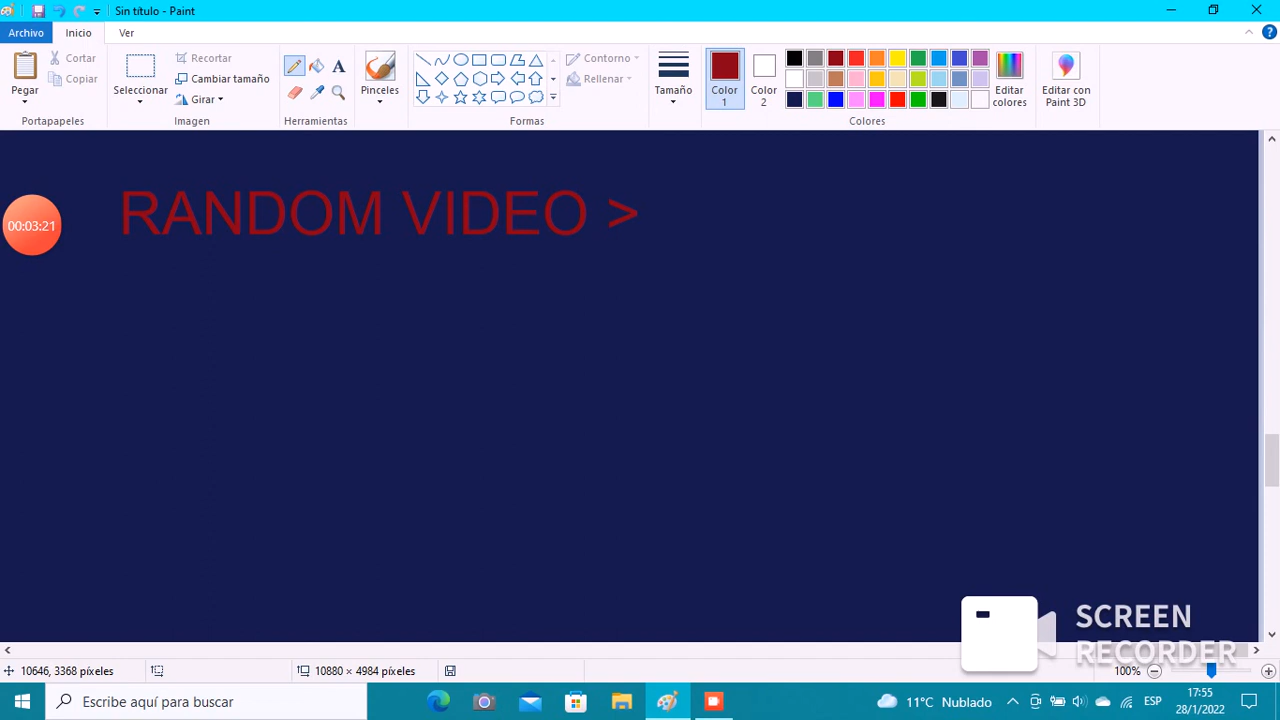 Sin título - Paint
Archivo
Inicio
Ver
Pegar
Cortar
Copiar
Portapapeles
Seleccionar
Recortar
Cambiar tamaño
Girar
Imagen
A
Herramientas
Pinceles
Contorno
Rellenar
Formas
Tamaño
Color 1
Color 2
Editar colores
Colores
Editar con Paint 3D
00:03:21
RANDOM VIDEO >
SCREEN
RECORDER
10646, 3368 píxeles
10880 × 4984 píxeles
100%
Escribe aquí para buscar
11°C Nublado
ESP
17:55
28/1/2022